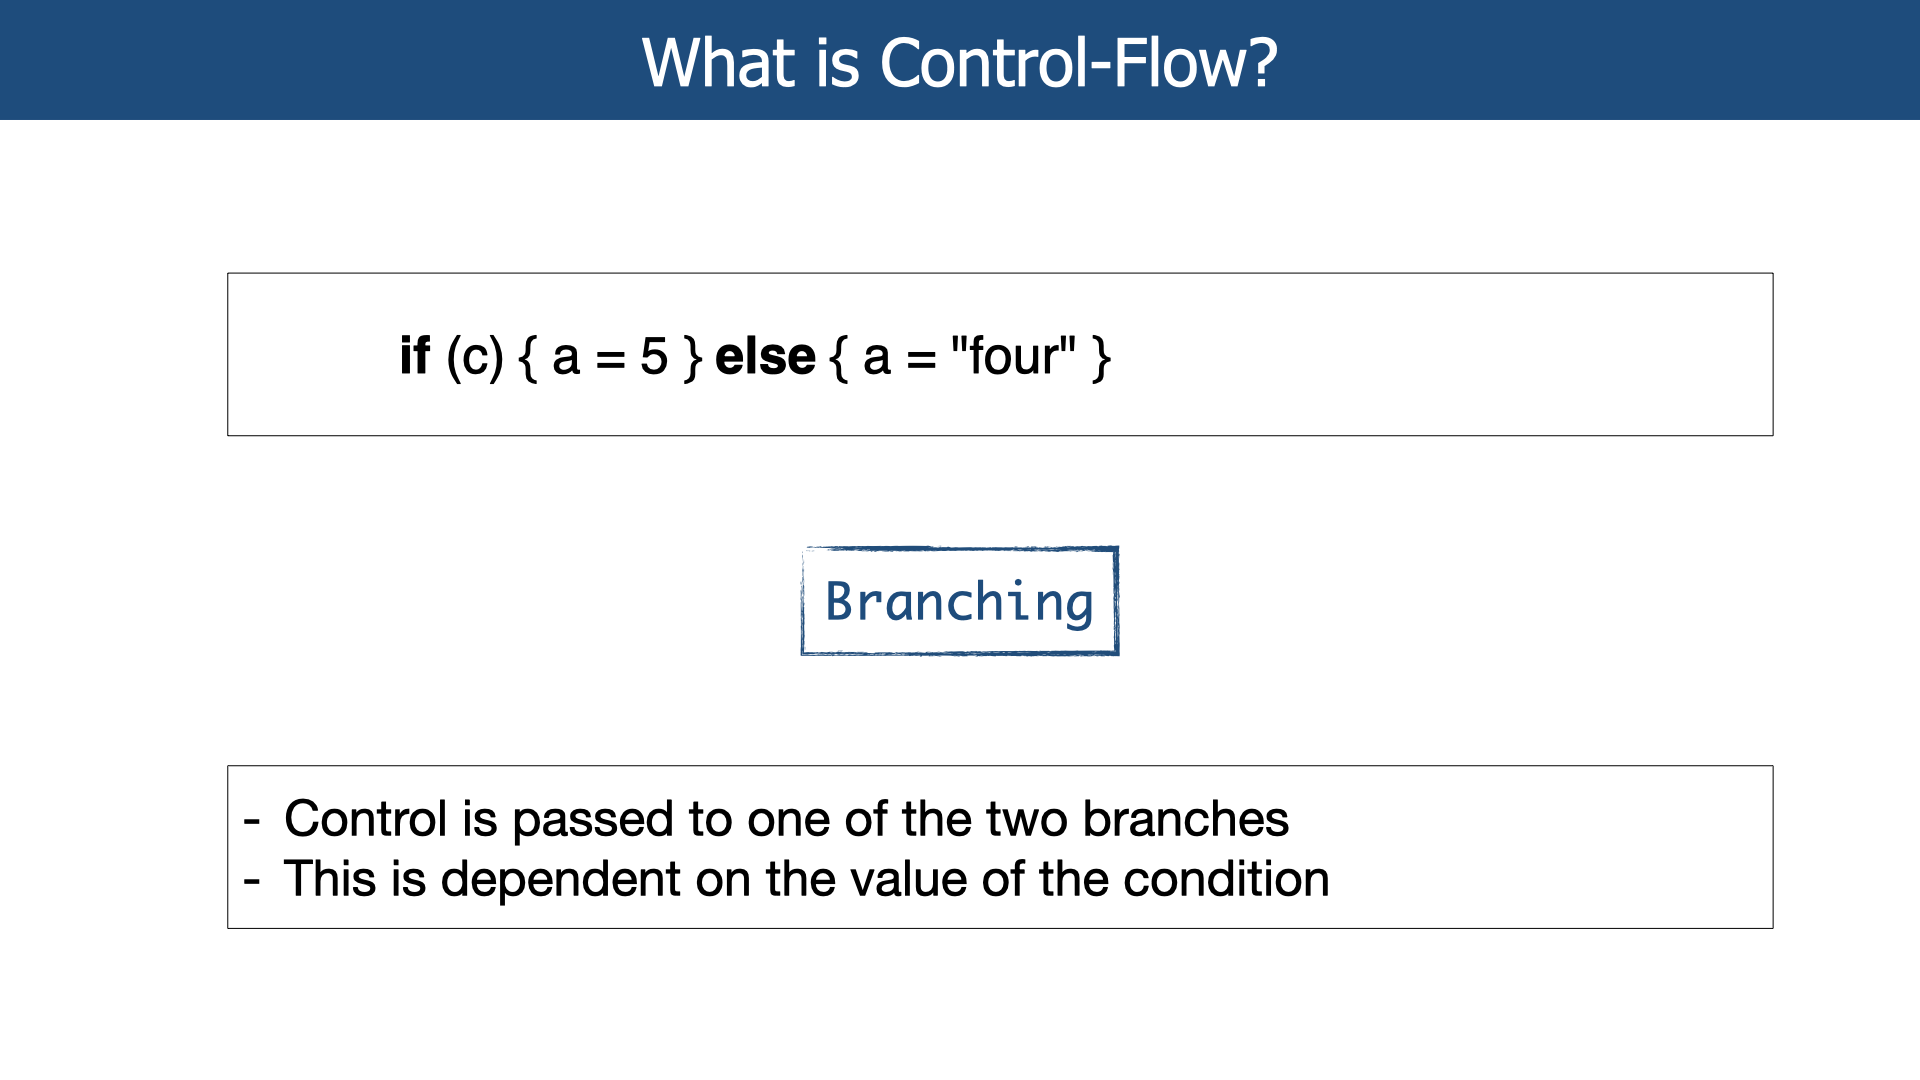 What is Control-Flow?
if (c) { a = 5 } else { a = "four" }
Branching
- Control is passed to one of the two branches
- This is dependent on the value of the condition